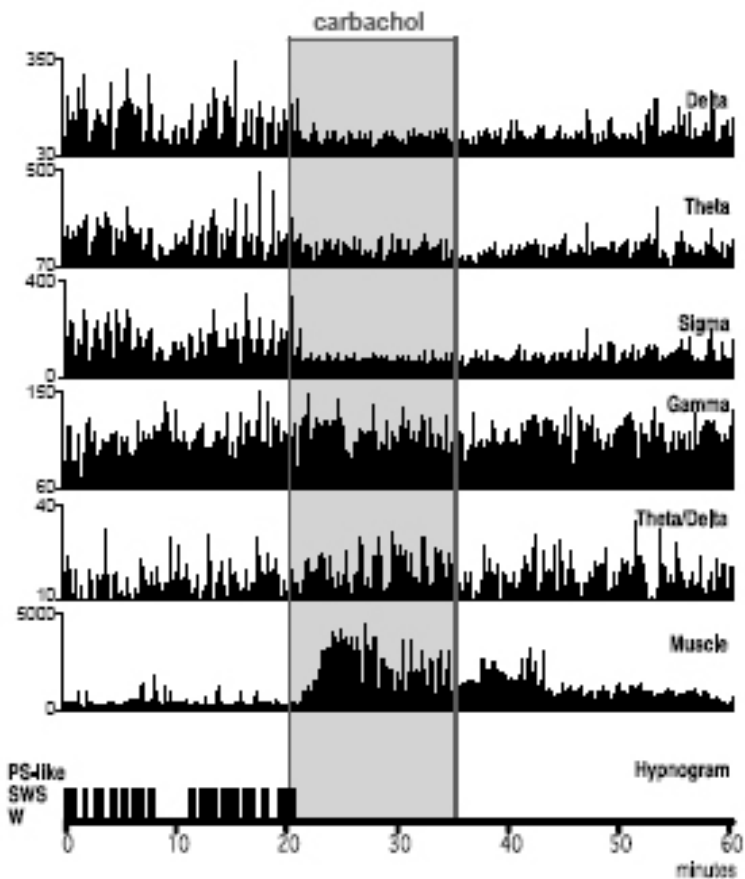 carbachol
350
Delta
30
500
Theta
70
400
Sigma
0
150
Gamma
60
40
Theta/Delta
10
5000
Muscle
0
PS-like
Hypnogram
SWS
W
0 10 20 30 40 50 60
minutes